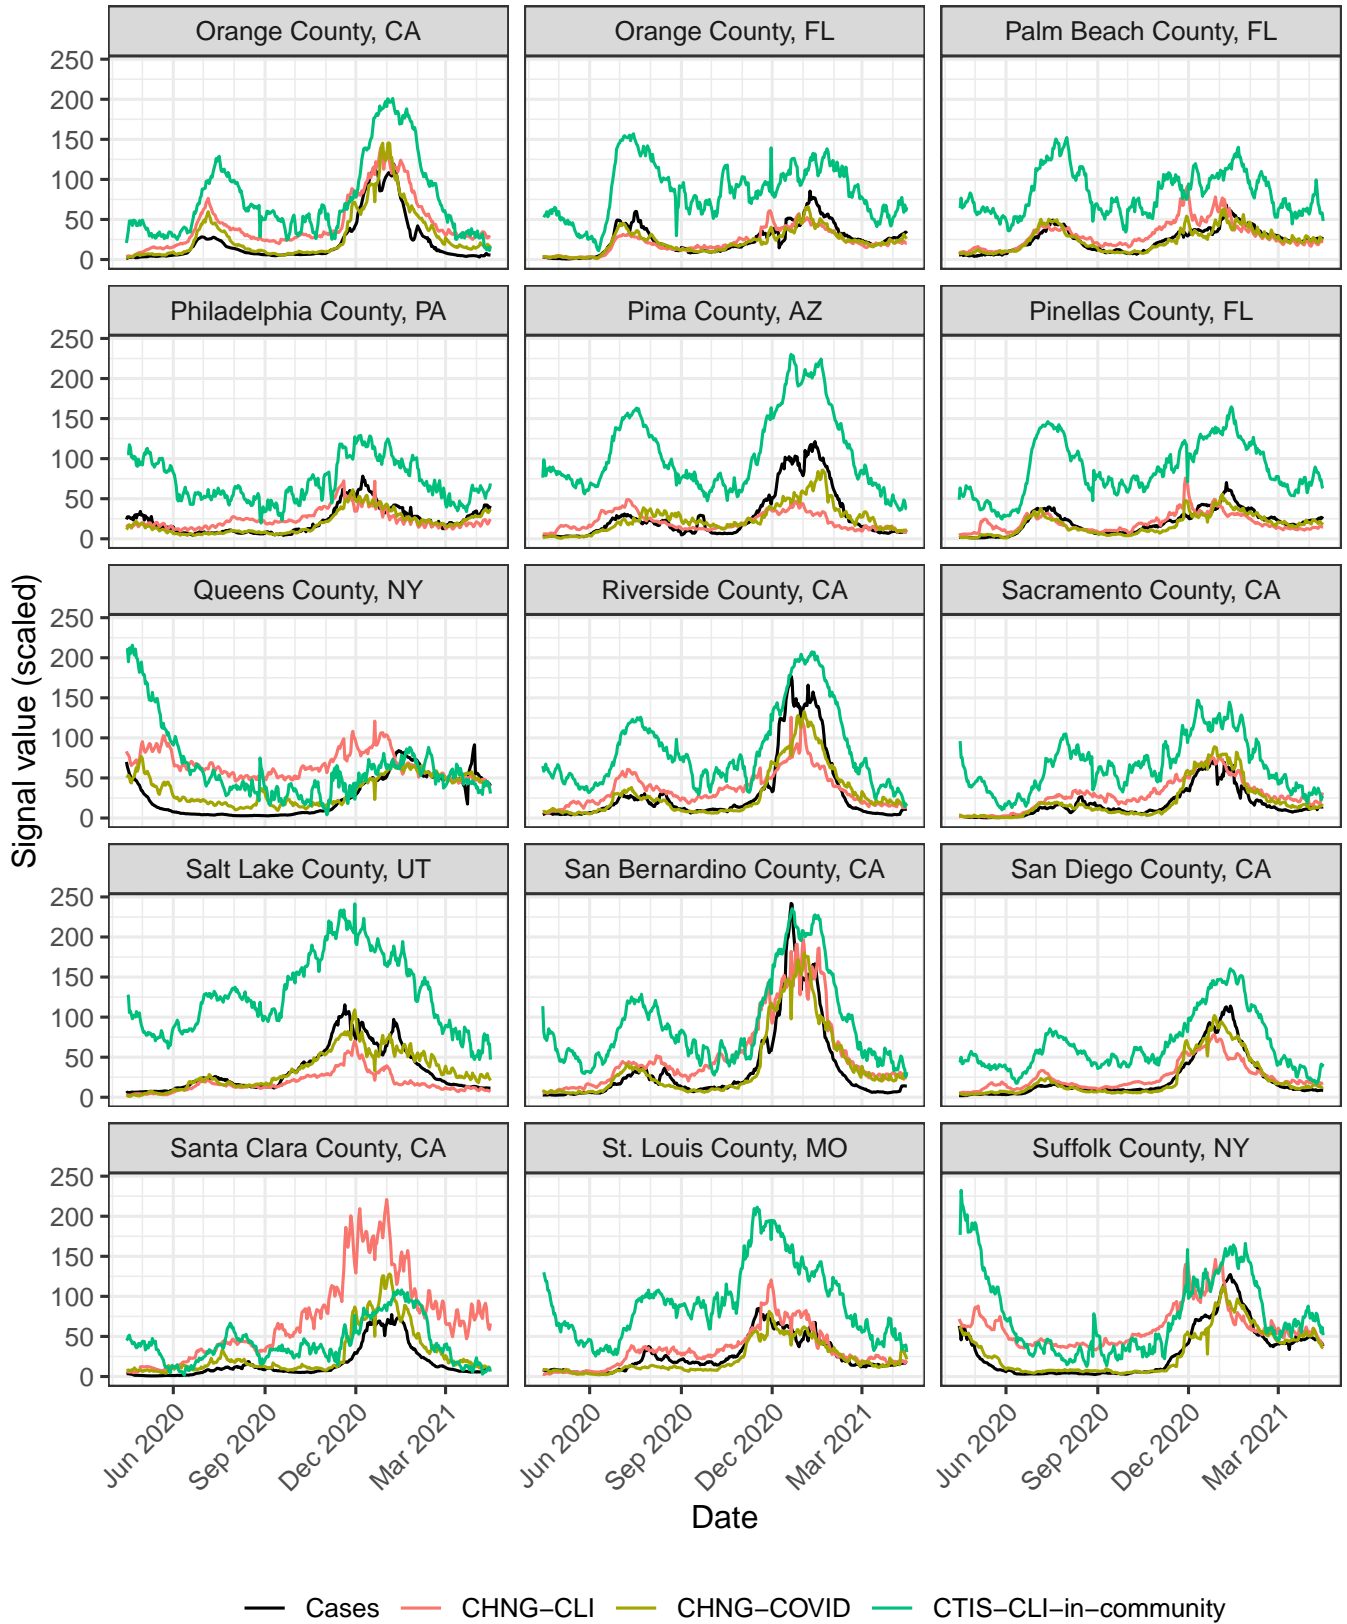 Orange County, CA
Orange County, FL
Palm Beach County, FL
250
200
150
100
50
0
Philadelphia County, PA
Pima County, AZ
Pinellas County, FL
250
200
150
100
50
0
Queens County, NY
Riverside County, CA
Sacramento County, CA
250
200
150
100
50
0
Signal value (scaled)
Salt Lake County, UT
San Bernardino County, CA
San Diego County, CA
250
200
150
100
50
0
Santa Clara County, CA
St. Louis County, MO
Suffolk County, NY
250
200
150
100
50
0
Jun 2020
Sep 2020
Dec 2020
Mar 2021
Jun 2020
Sep 2020
Dec 2020
Mar 2021
Jun 2020
Sep 2020
Dec 2020
Mar 2021
Date
Cases
CHNG−CLI
CHNG−COVID
CTIS−CLI−in−community